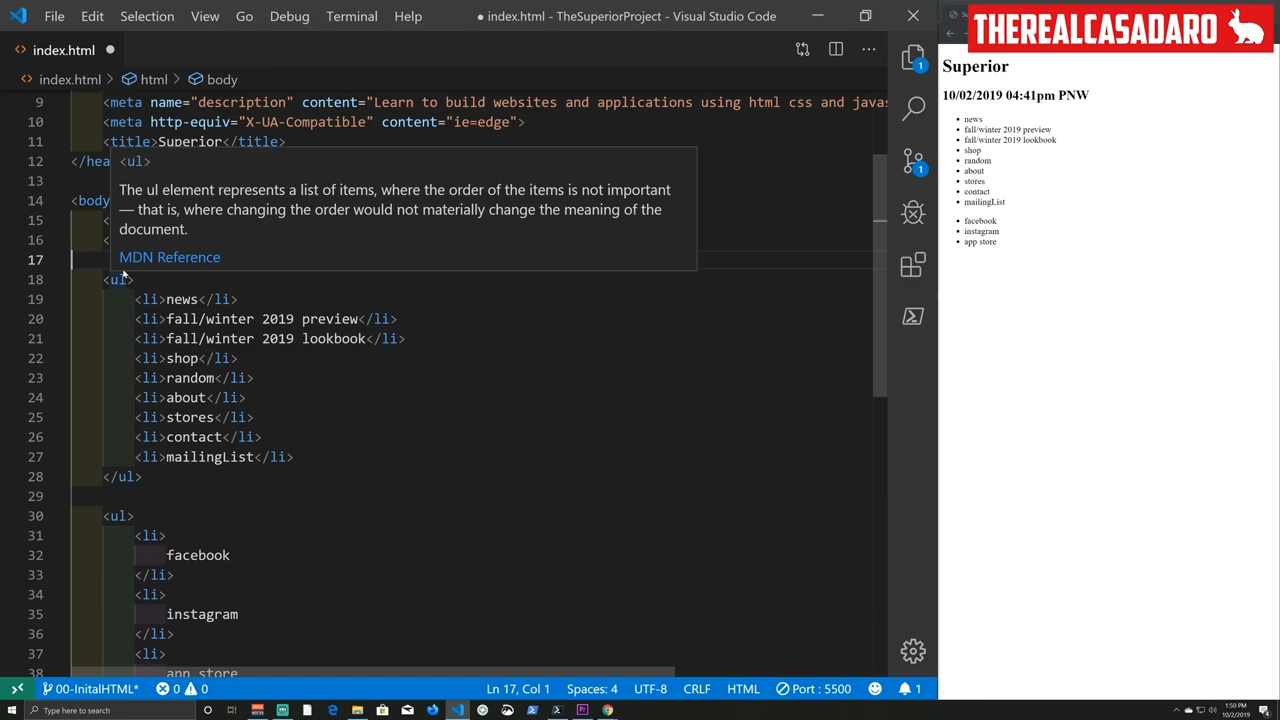 File Edit Selection View Go Debug Terminal Help ● index.html - TheSuperiorProject - Visual Studio Code
THEREALCASADARO
index.html
index.html html body
9 <meta name="description" content="Learn to build websites and applications using html css and javas
10 <meta http-equiv="X-UA-Compatible" content="ie=edge">
11 <title>Superior</title>
12 </hea
<ul>
The ul element represents a list of items, where the order of the items is not important
— that is, where changing the order would not materially change the meaning of the
document.
MDN Reference
13
14 <body
15 <
16 <
17
18 <ul>
19 <li>news</li>
20 <li>fall/winter 2019 preview</li>
21 <li>fall/winter 2019 lookbook</li>
22 <li>shop</li>
23 <li>random</li>
24 <li>about</li>
25 <li>stores</li>
26 <li>contact</li>
27 <li>mailingList</li>
28 </ul>
29
30 <ul>
31 <li>
32 facebook
33 </li>
34 <li>
35 instagram
36 </li>
37 <li>
38 app store
1
1
Superior
10/02/2019 04:41pm PNW
• news
• fall/winter 2019 preview
• fall/winter 2019 lookbook
• shop
• random
• about
• stores
• contact
• mailingList
• facebook
• instagram
• app store
00-InitalHTML* 0 0 Ln 17, Col 1 Spaces: 4 UTF-8 CRLF HTML Port : 5500 1
Type here to search
1:50 PM
10/2/2019